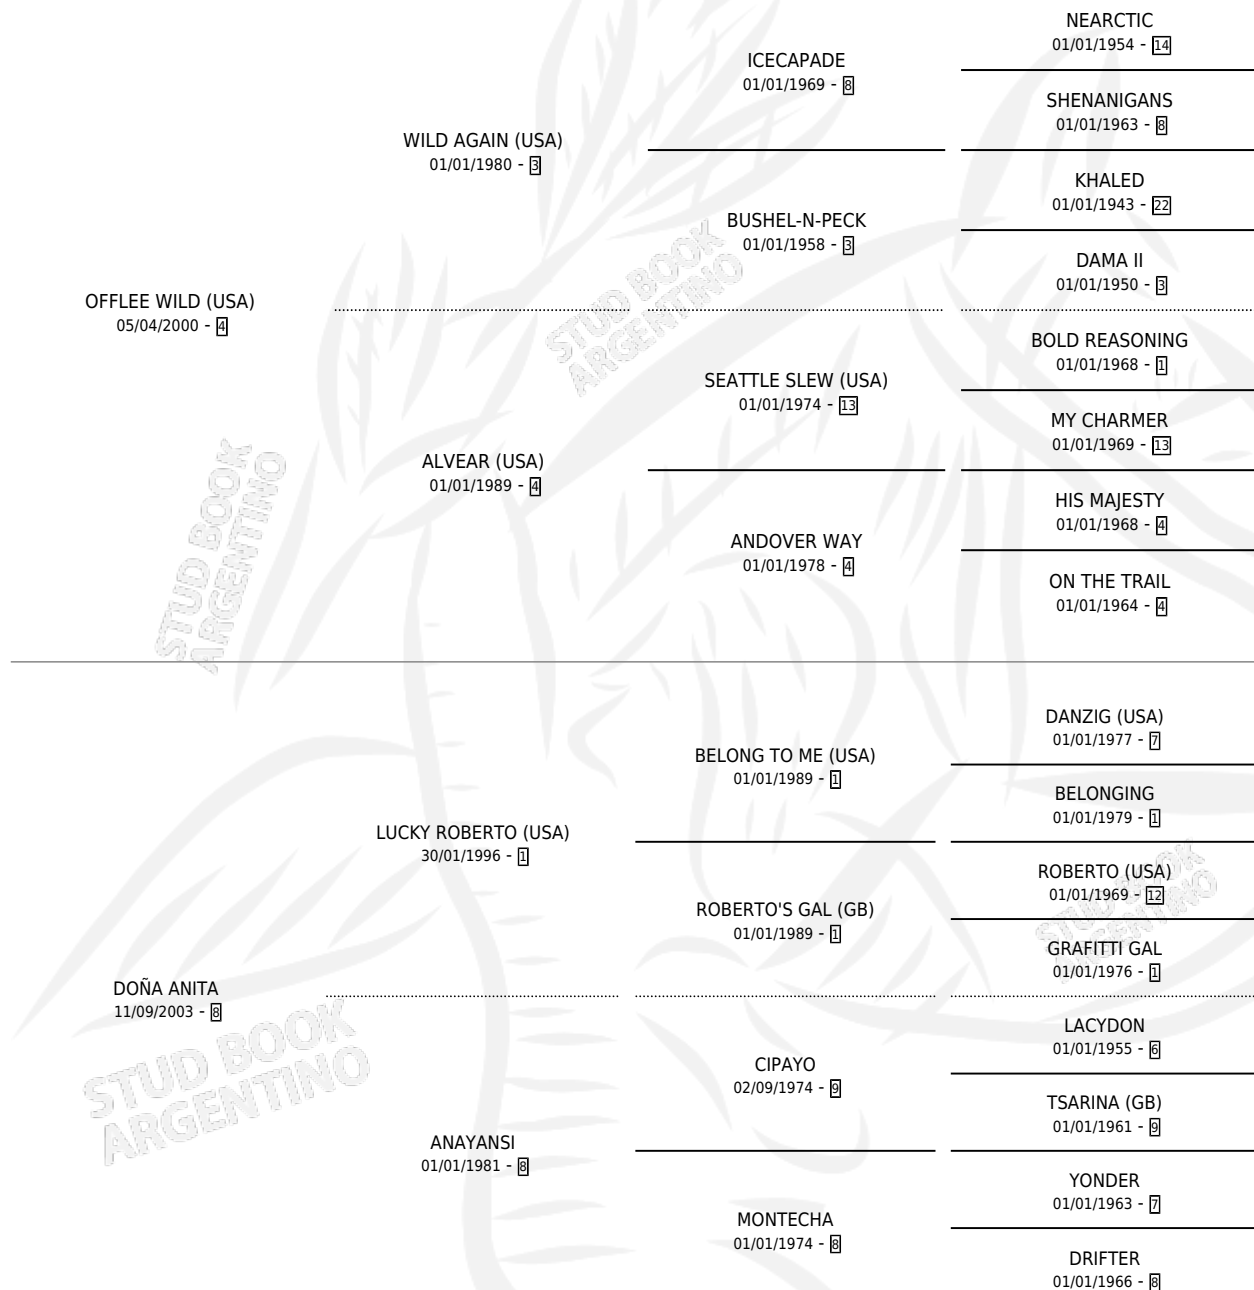 NEARCTIC
01/01/1954 - 14
ICECAPADE
01/01/1969 - 8
SHENANIGANS
01/01/1963 - 8
WILD AGAIN (USA)
01/01/1980 - 3
KHALED
01/01/1943 - 22
BUSHEL-N-PECK
01/01/1958 - 3
DAMA II
01/01/1950 - 3
OFFLEE WILD (USA)
05/04/2000 - 4
BOLD REASONING
01/01/1968 - 1
SEATTLE SLEW (USA)
01/01/1974 - 13
MY CHARMER
01/01/1969 - 13
ALVEAR (USA)
01/01/1989 - 4
HIS MAJESTY
01/01/1968 - 4
ANDOVER WAY
01/01/1978 - 4
ON THE TRAIL
01/01/1964 - 4
STUD BOOK
ARGENTINO
STUD BOOK
ARGENTINO
DANZIG (USA)
01/01/1977 - 7
BELONG TO ME (USA)
01/01/1989 - 1
BELONGING
01/01/1979 - 1
LUCKY ROBERTO (USA)
30/01/1996 - 1
ROBERTO (USA)
01/01/1969 - 12
ROBERTO'S GAL (GB)
01/01/1989 - 1
GRAFITTI GAL
01/01/1976 - 1
DOÑA ANITA
11/09/2003 - 8
LACYDON
01/01/1955 - 6
CIPAYO
02/09/1974 - 9
TSARINA (GB)
01/01/1961 - 9
ANAYANSI
01/01/1981 - 8
YONDER
01/01/1963 - 7
MONTECHA
01/01/1974 - 8
DRIFTER
01/01/1966 - 8
STUD BOOK
ARGENTINO
STUD BOOK
ARGENTINO